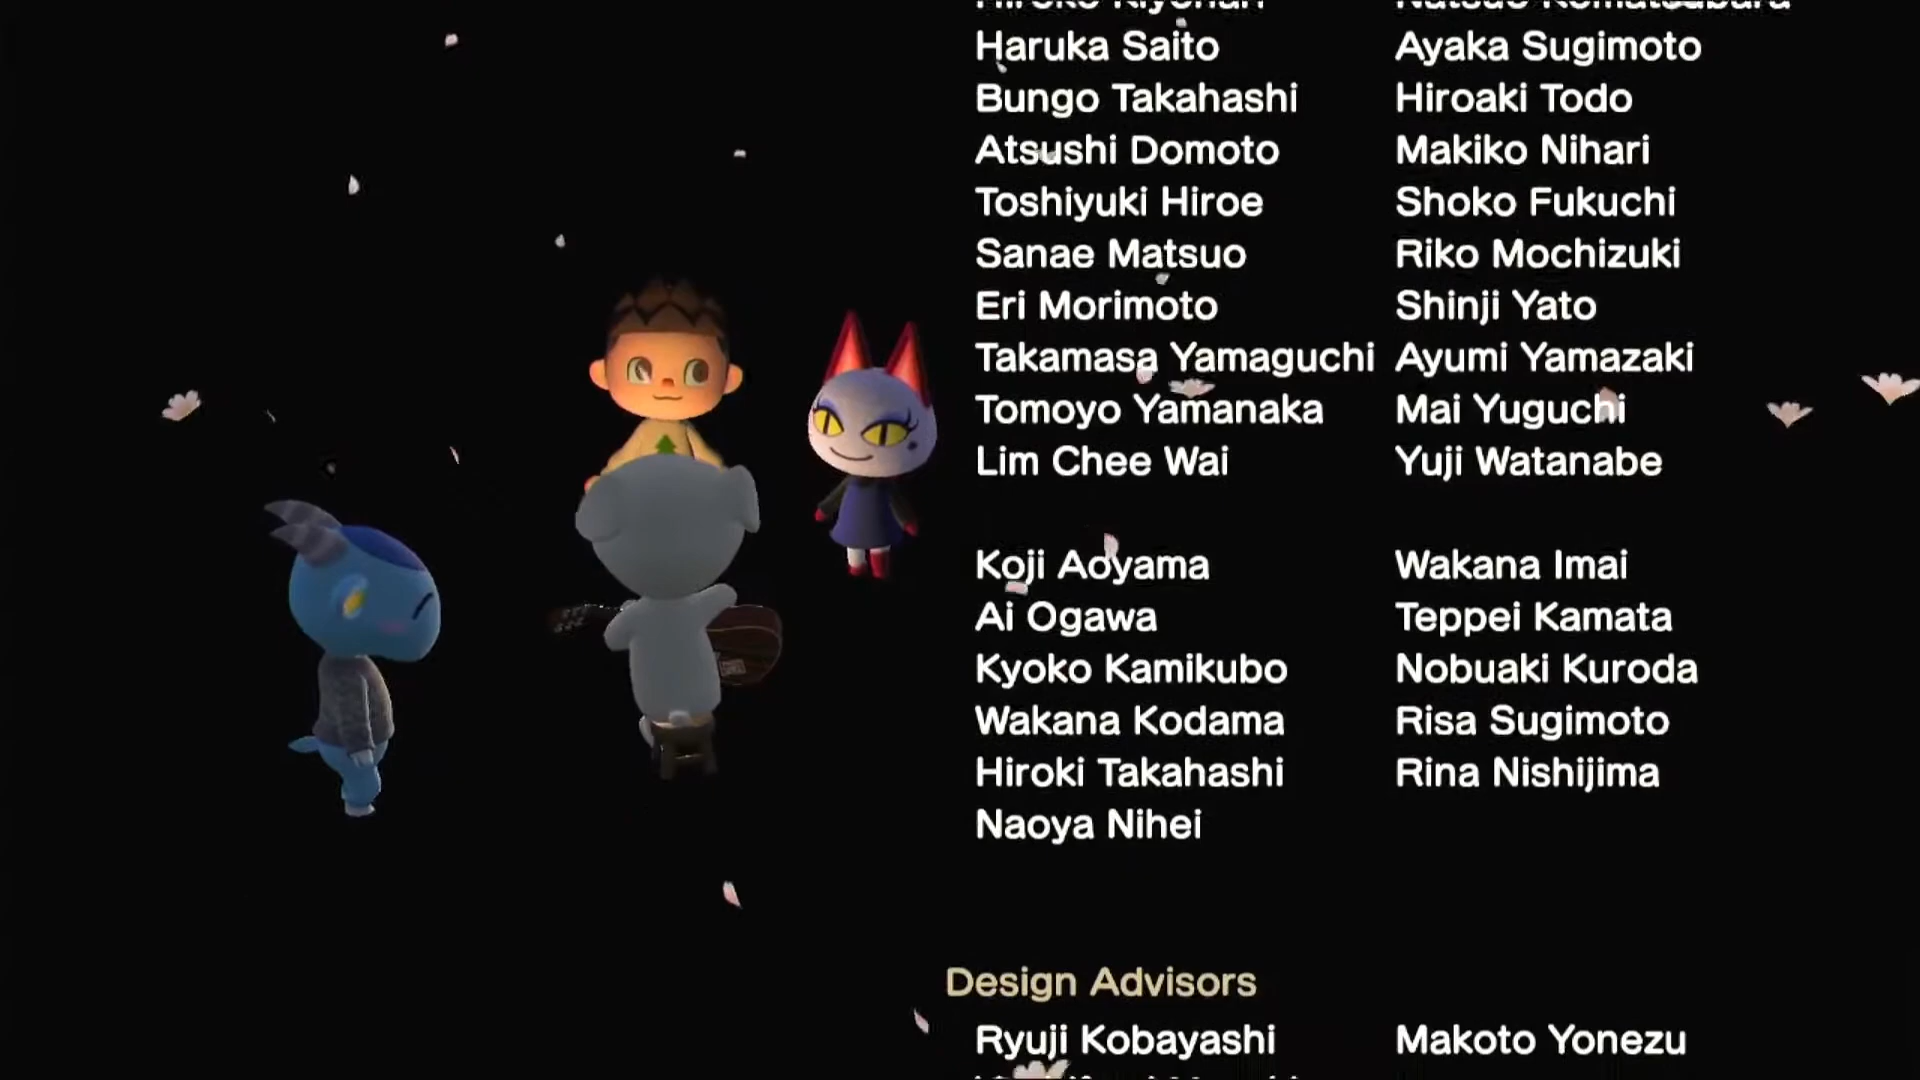 Haruka Saito Ayaka Sugimoto
Bungo Takahashi Hiroaki Todo
Atsushi Domoto Makiko Nihari
Toshiyuki Hiroe Shoko Fukuchi
Sanae Matsuo Riko Mochizuki
Eri Morimoto Shinji Yato
Takamasa Yamaguchi Ayumi Yamazaki
Tomoyo Yamanaka Mai Yuguchi
Lim Chee Wai Yuji Watanabe
Koji Aoyama Wakana Imai
Ai Ogawa Teppei Kamata
Kyoko Kamikubo Nobuaki Kuroda
Wakana Kodama Risa Sugimoto
Hiroki Takahashi Rina Nishijima
Naoya Nihei
Design Advisors
Ryuji Kobayashi Makoto Yonezu